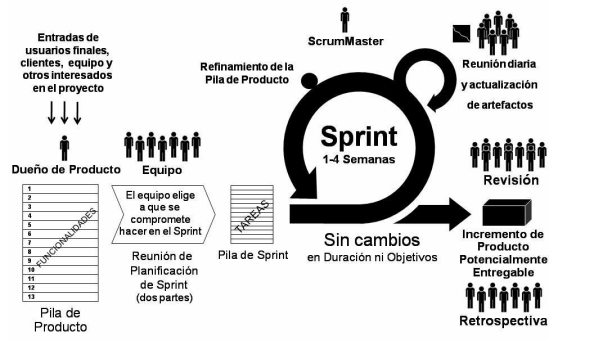 Entradas de
usuarios finales,
clientes, equipo y
otros interesados
en el proyecto
Dueño de Producto
Equipo
1
2
3
4
5
6
7
8
9
10
11
12
13
FUNCIONALIDADES
Pila de
Producto
El equipo elige
a que se
compromete
hacer en el Sprint
Reunión de
Planificación
de Sprint
(dos partes)
TAREAS
Pila de Sprint
ScrumMaster
Refinamiento de la
Pila de Producto
Sprint
1-4 Semanas
Sin cambios
en Duración ni Objetivos
Reunión diaria
y actualización
de artefactos
Revisión
Incremento de
Producto
Potencialmente
Entregable
Retrospectiva